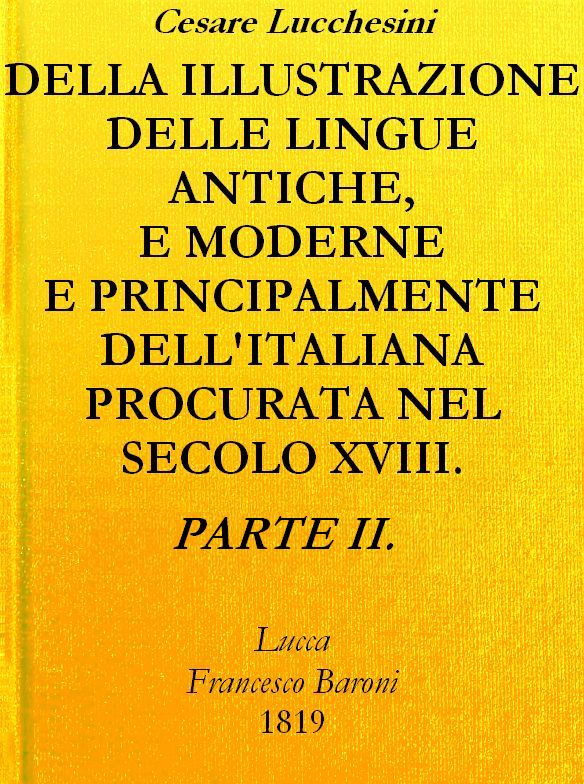 Cesare Lucchesini
DELLA ILLUSTRAZIONE
DELLE LINGUE
ANTICHE,
E MODERNE
E PRINCIPALMENTE
DELL'ITALIANA
PROCURATA NEL
SECOLO XVIII.
PARTE II.
Lucca
Francesco Baroni
1819